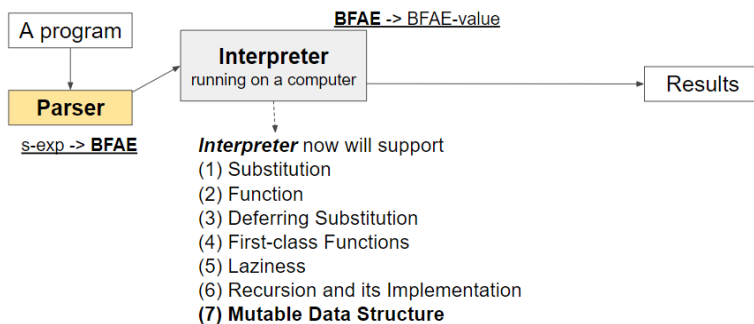 A program
BFAE -> BFAE-value
Interpreter
running on a computer
Parser
Results
s-exp -> BFAE
Interpreter now will support
(1) Substitution
(2) Function
(3) Deferring Substitution
(4) First-class Functions
(5) Laziness
(6) Recursion and its Implementation
(7) Mutable Data Structure